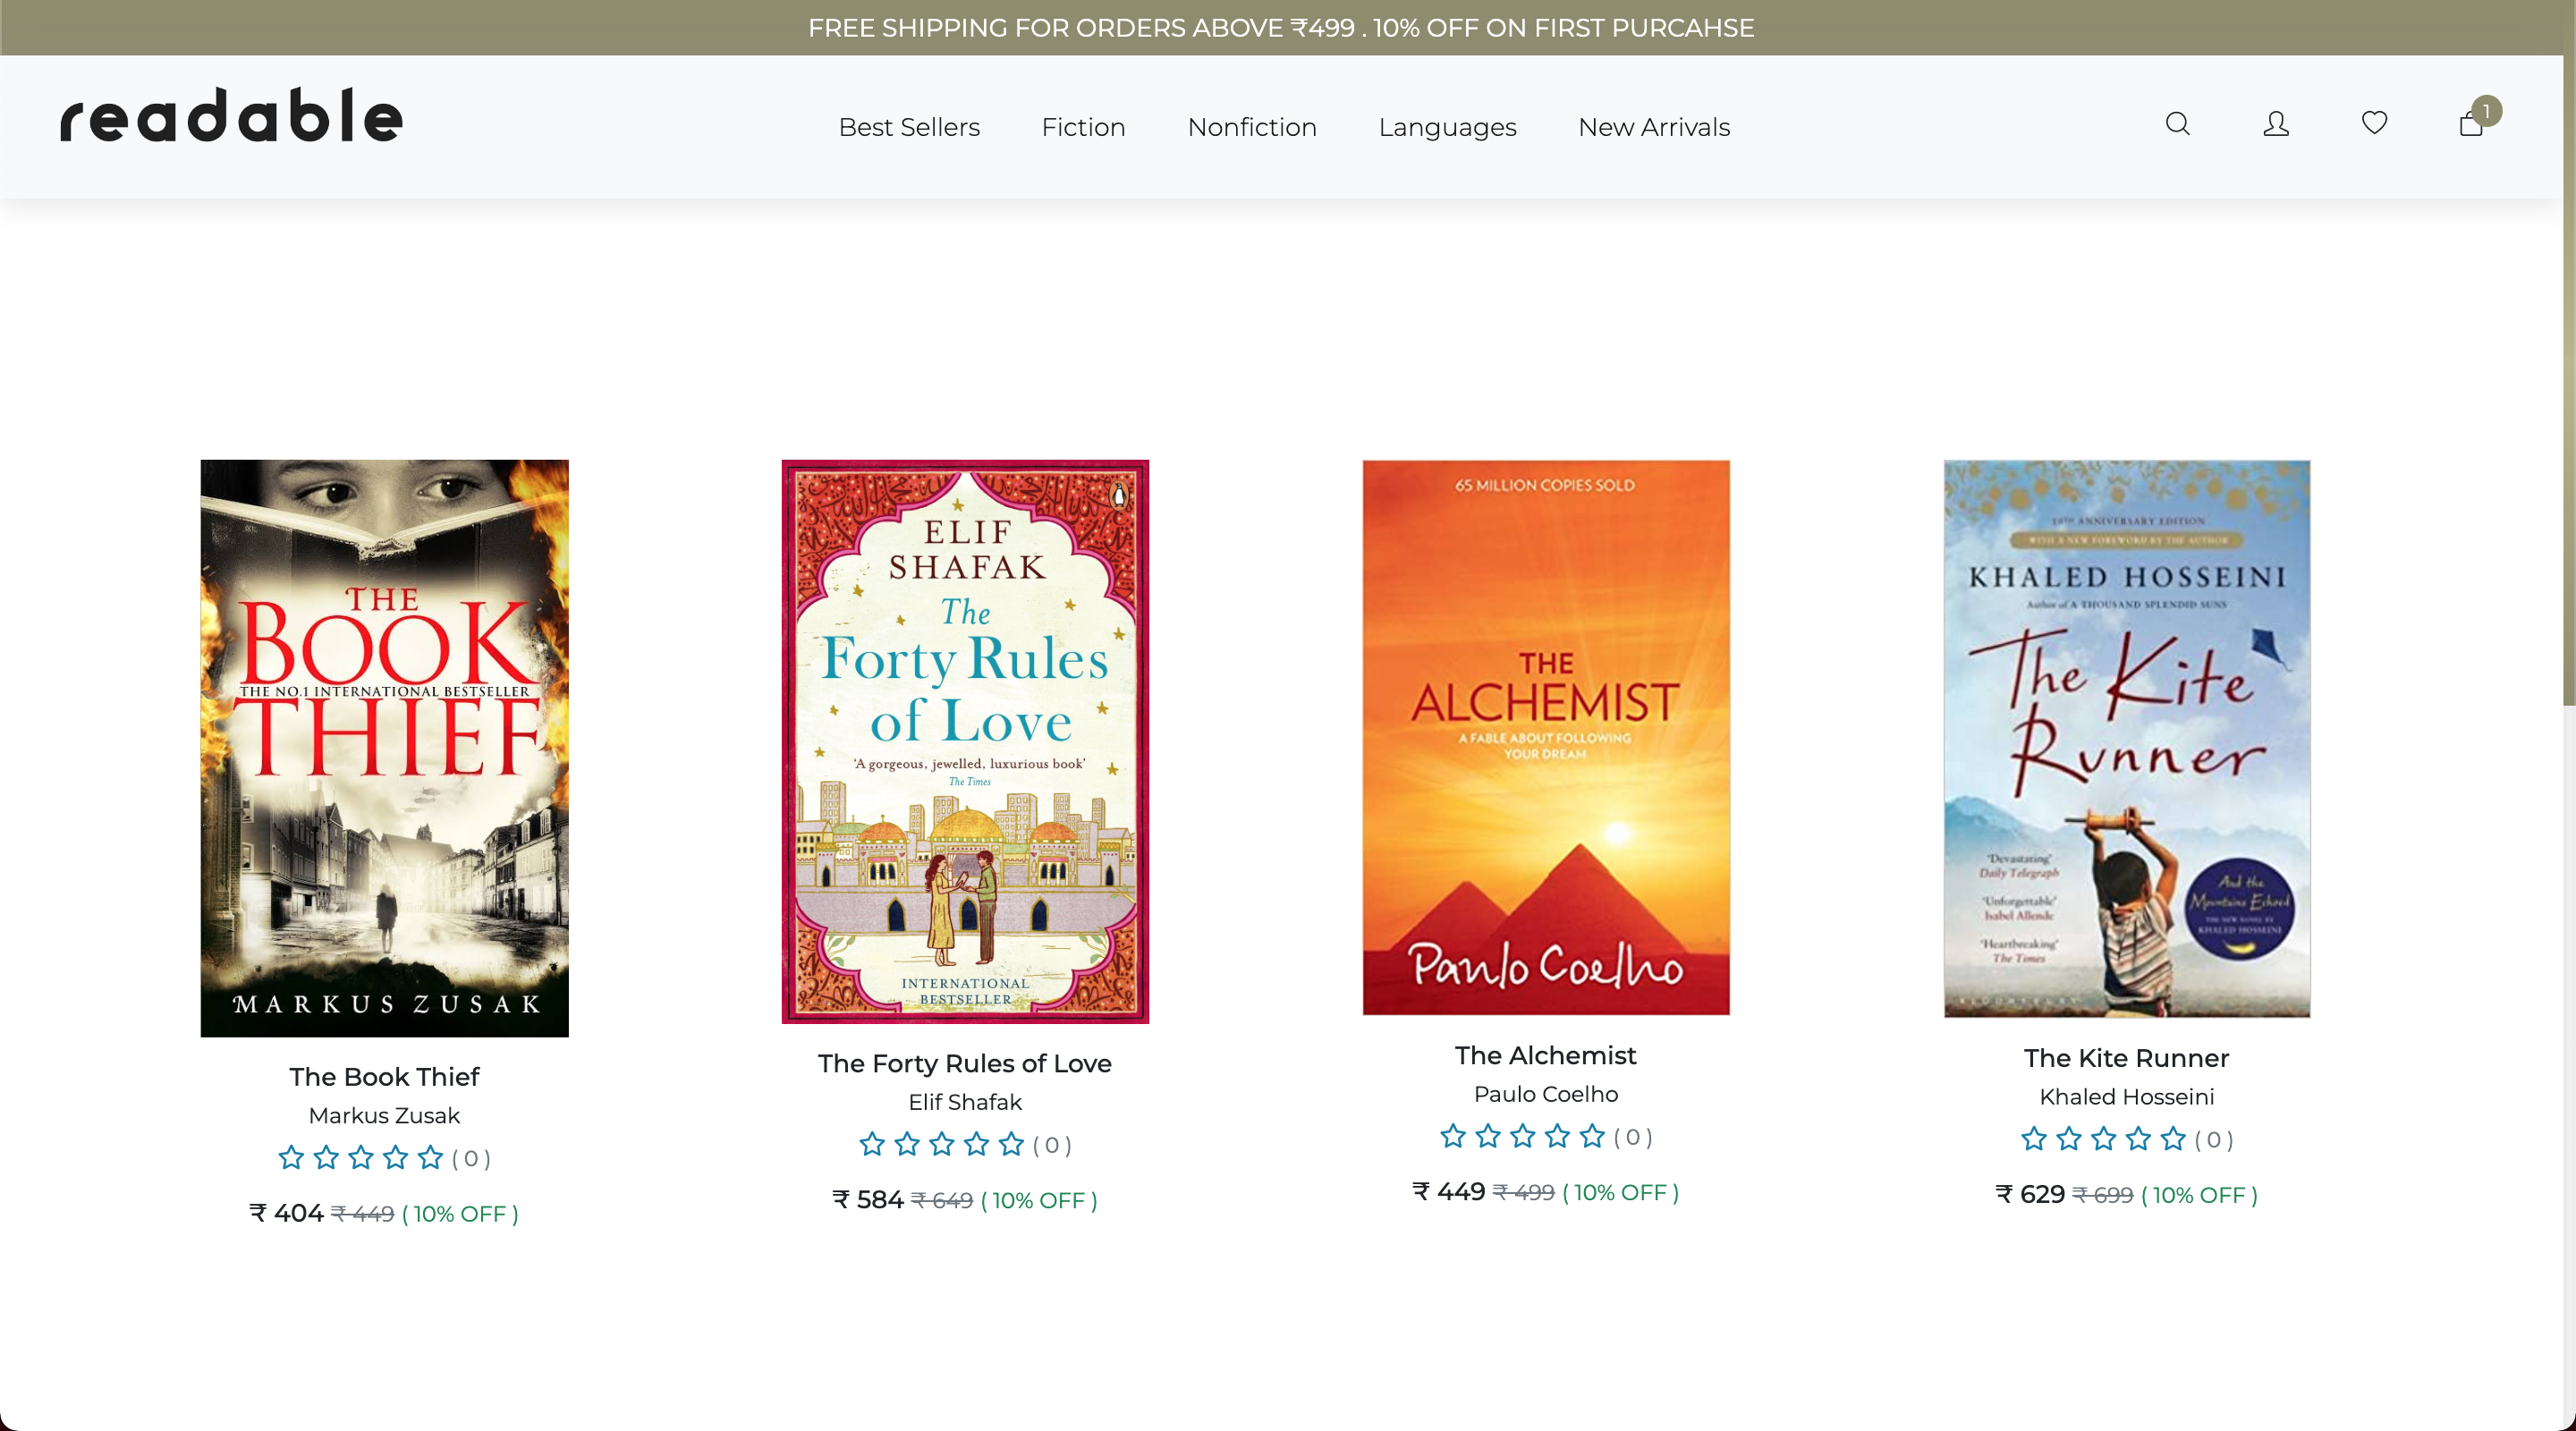 FREE SHIPPING FOR ORDERS ABOVE ₹499 . 10% OFF ON FIRST PURCAHSE
readable
Best Sellers
Fiction
Nonfiction
Languages
New Arrivals
1
THE
BOOK
THE NO.1 INTERNATIONAL BESTSELLER
THIEF
MARKUS ZUSAK
The Book Thief
Markus Zusak
( 0 )
₹ 404 ₹ 449 ( 10% OFF )
ELIF
SHAFAK
The
Forty Rules
of Love
'A gorgeous, jewelled, luxurious book'
The Times
INTERNATIONAL
BESTSELLER
The Forty Rules of Love
Elif Shafak
( 0 )
₹ 584 ₹ 649 ( 10% OFF )
65 MILLION COPIES SOLD
THE
ALCHEMIST
A FABLE ABOUT FOLLOWING
YOUR DREAM
Paulo Coelho
The Alchemist
Paulo Coelho
( 0 )
₹ 449 ₹ 499 ( 10% OFF )
10TH ANNIVERSARY EDITION
WITH A NEW FOREWORD BY THE AUTHOR
KHALED HOSSEINI
Author of A THOUSAND SPLENDID SUNS
The Kite
Runner
'Devastating'
Daily Telegraph
'Unforgettable'
Isabel Allende
'Heartbreaking'
The Times
And the
Mountains Echoed
THE NEW NOVEL BY
KHALED HOSSEINI
BLOOMSBURY
The Kite Runner
Khaled Hosseini
( 0 )
₹ 629 ₹ 699 ( 10% OFF )